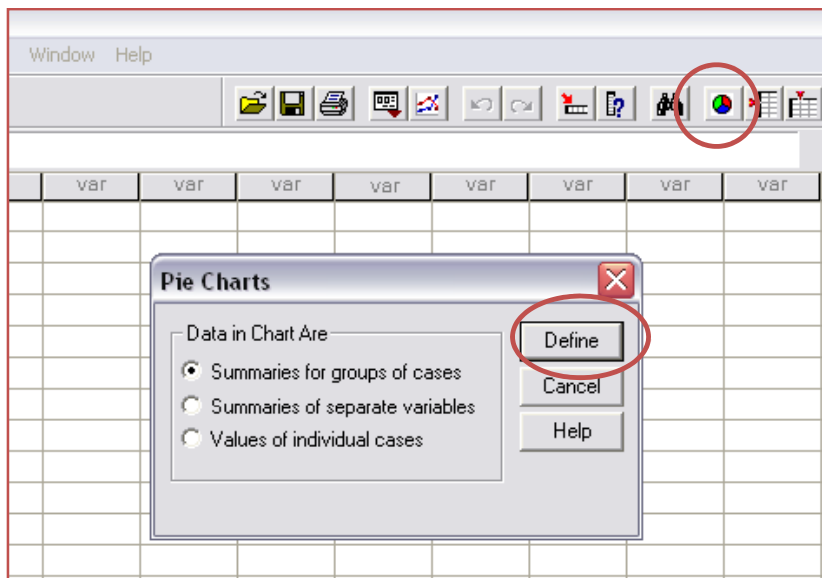 Window Help
var var var var var var var var
Pie Charts
Data in Chart Are
Summaries for groups of cases
Summaries of separate variables
Values of individual cases
Define
Cancel
Help